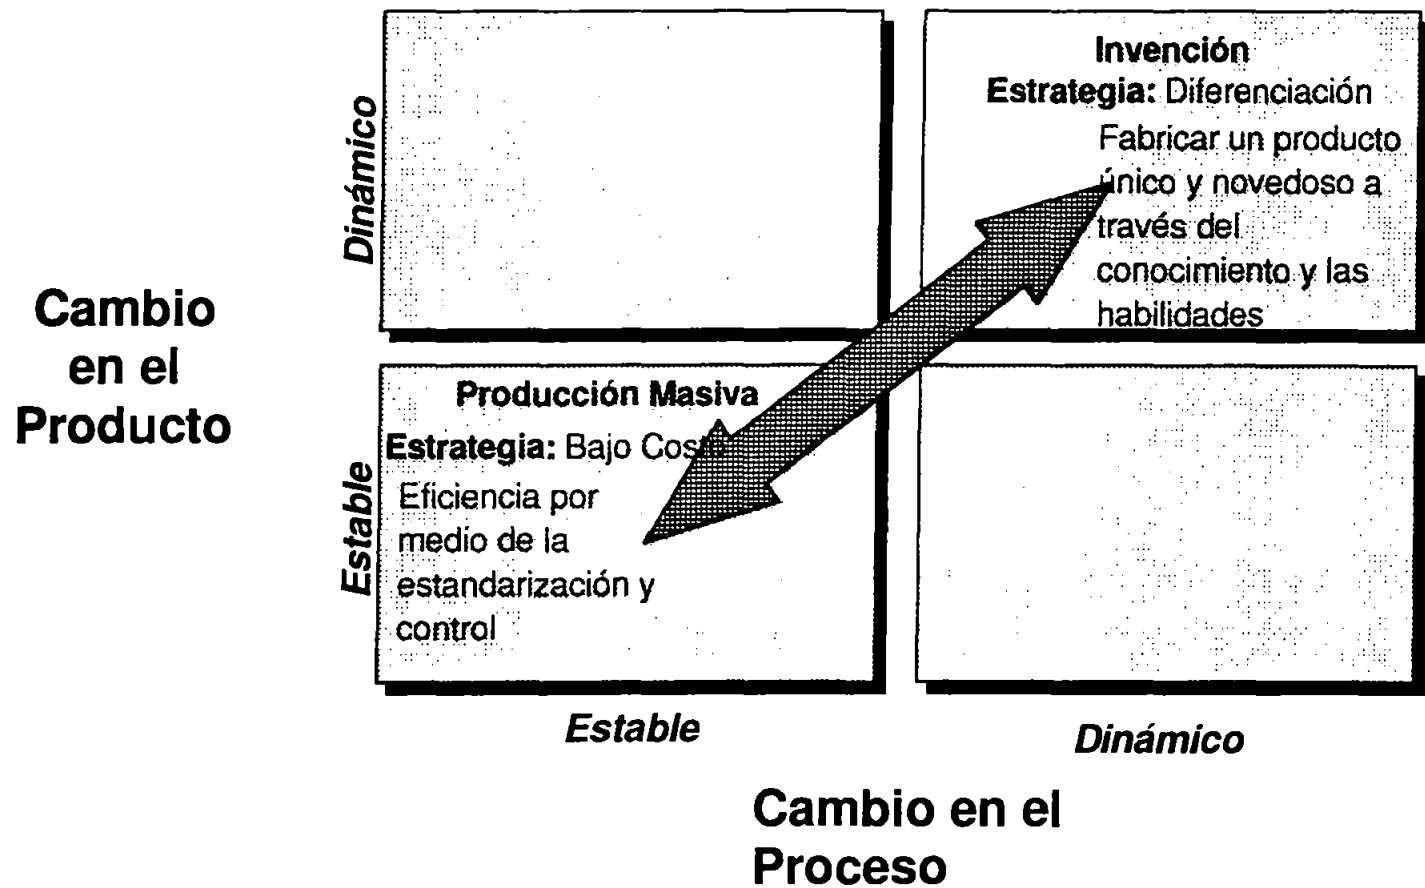 Invención
Estrategia: Diferenciación
Fabricar un producto
único y novedoso a
través del
conocimiento y las
habilidades
Dinámico
Cambio
en el
Producto
Producción Masiva
Estrategia: Bajo Costo
Eficiencia por
medio de la
estandarización y
control
Estable
Estable
Dinámico
Cambio en el
Proceso